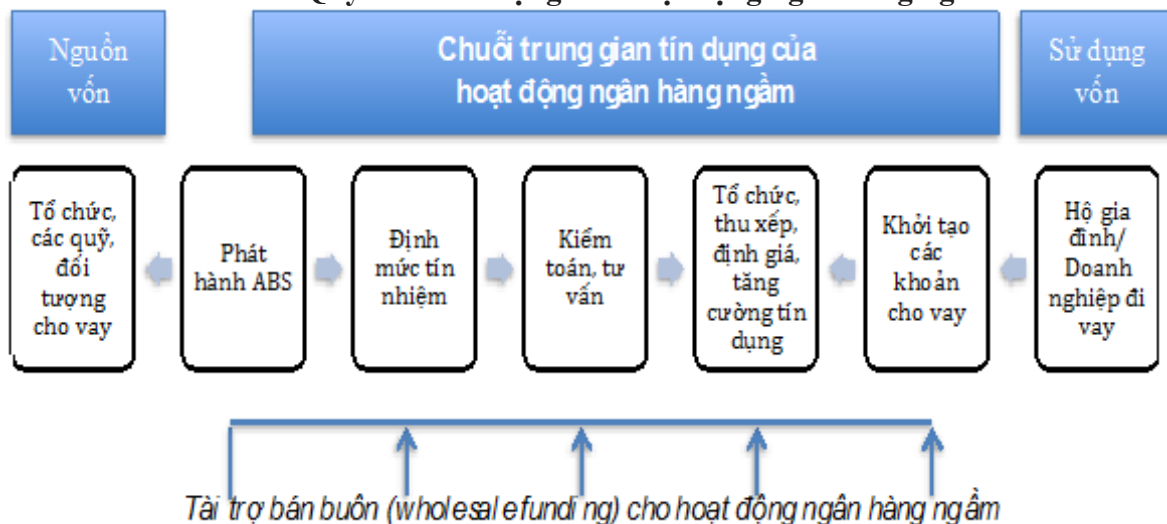 Nguồn
vốn
Chuỗi trung gian tín dụng của
hoạt động ngân hàng ngầm
Sử dụng
vốn
Tổ chức,
các quỹ,
đối
tượng
cho vay
Phát
hành ABS
Định
mức tín
nhiệm
Kiểm
toán, tư
vấn
Tổ chức,
thu xếp,
định giá,
tăng
cường tín
dụng
Khởi tạo
các
khoản
cho vay
Hộ gia
đình/
Doanh
nghiệp đi
vay
Tài trợ bán buôn (wholesale funding) cho hoạt động ngân hàng ngầm